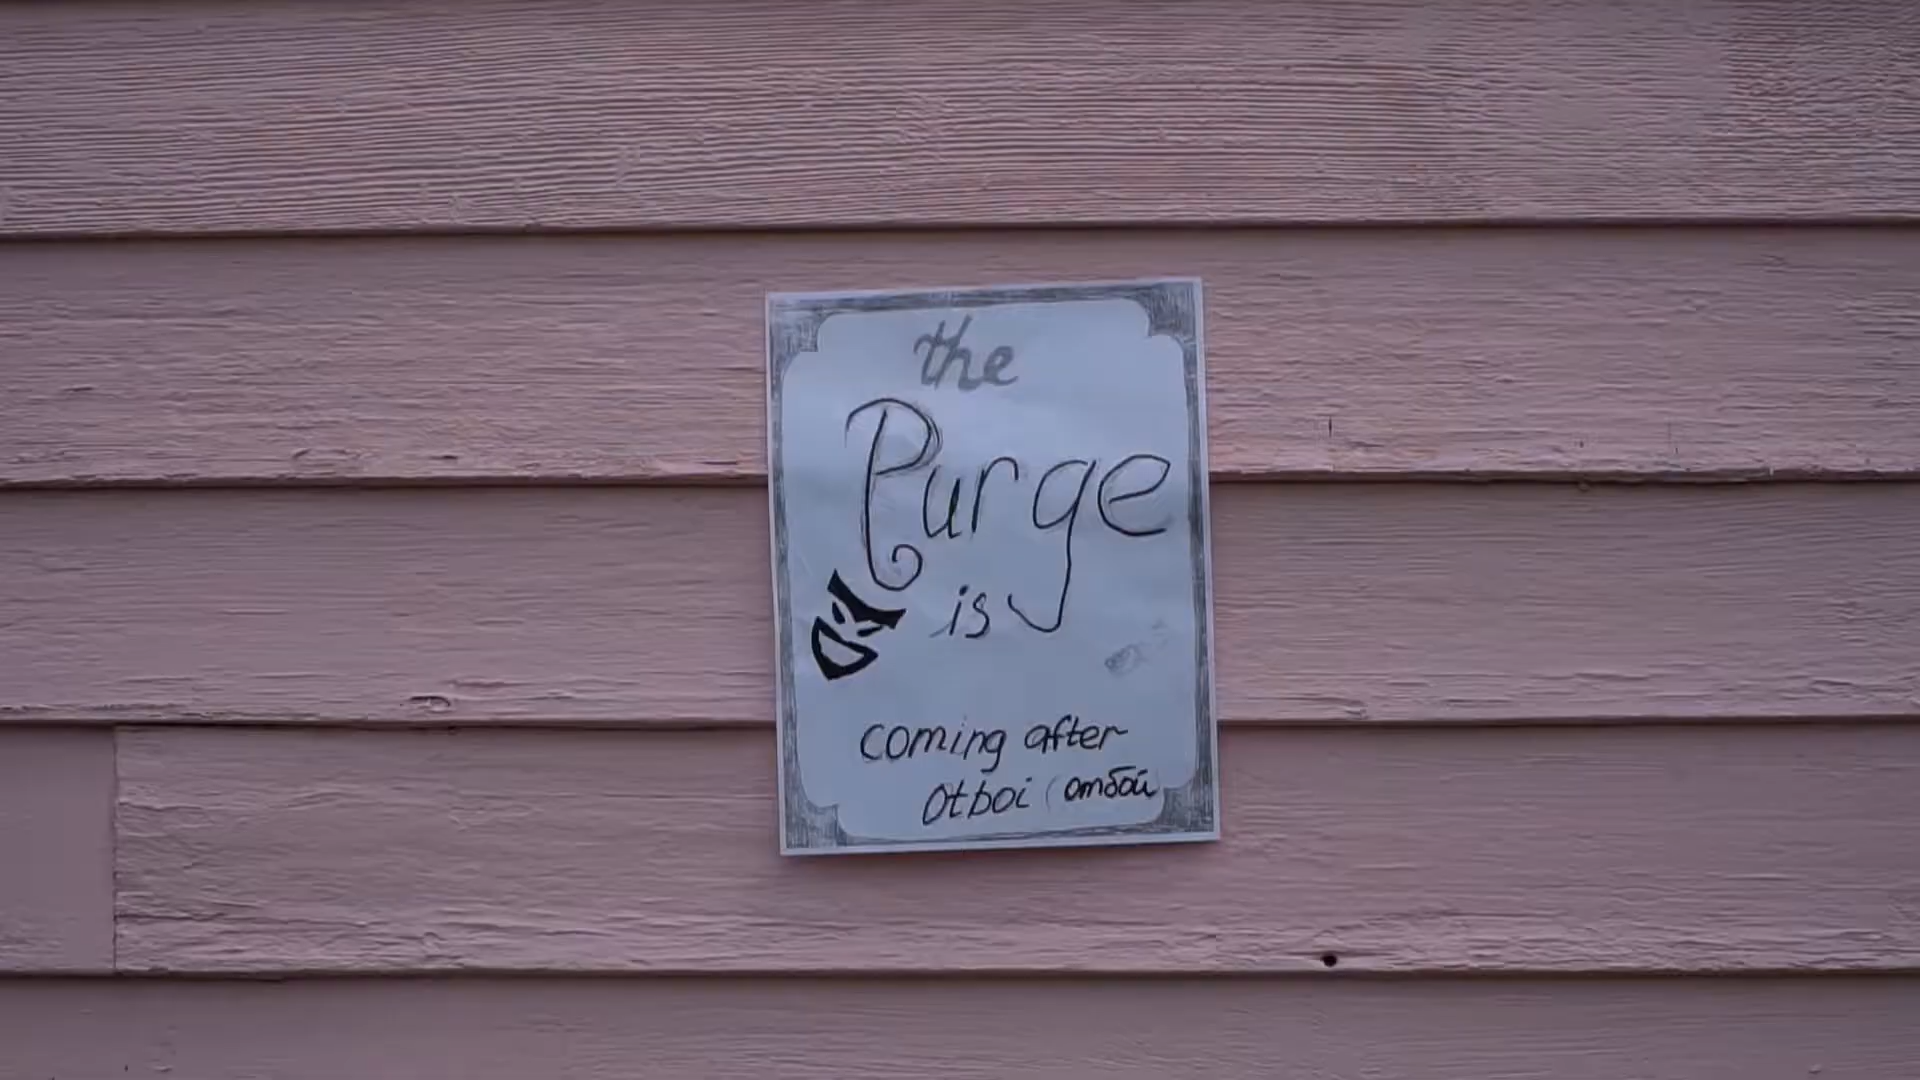 the
Purge
is
coming after
Otboi (отбой